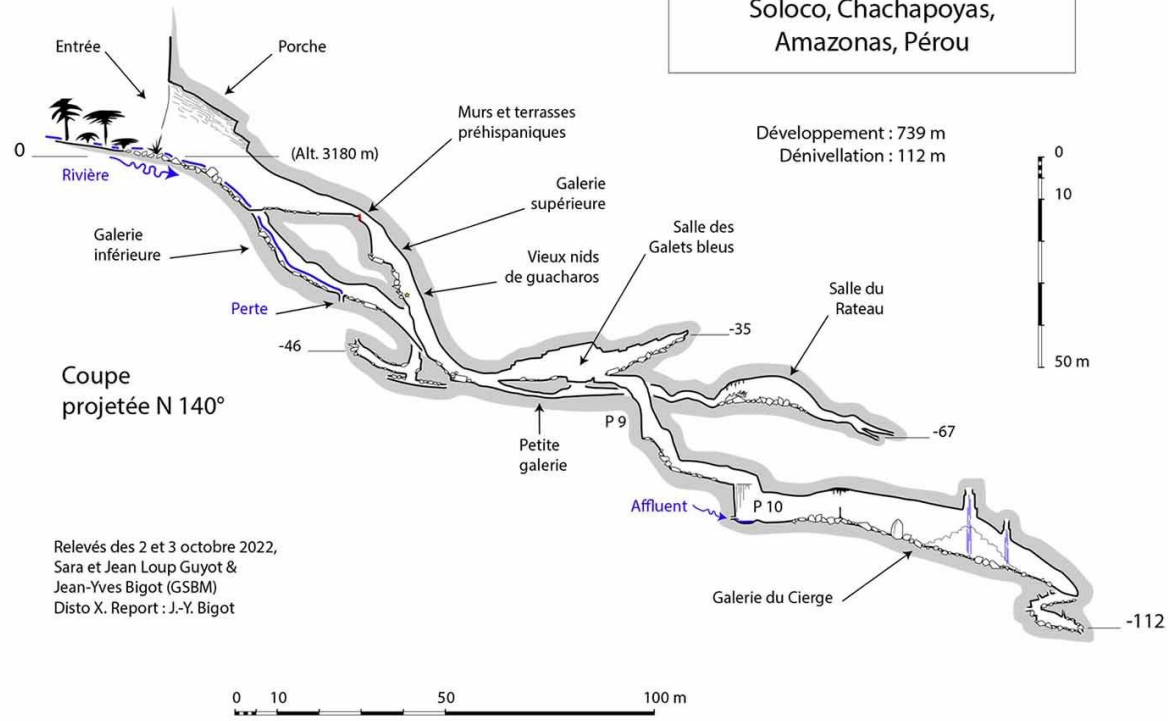 Soloco, Chachapoyas,
Amazonas, Pérou
Entrée
Porche
Murs et terrasses
préhispaniques
Développement : 739 m
Dénivellation : 112 m
0
(Alt. 3180 m)
Rivière
0
10
50 m
Galerie
supérieure
Salle des
Galets bleus
Galerie
inférieure
Vieux nids
de guacharos
Salle du
Rateau
Perte
-46
-35
Coupe
projetée N 140°
P 9
-67
Petite
galerie
Affluent
P 10
Relevés des 2 et 3 octobre 2022,
Sara et Jean Loup Guyot &
Jean-Yves Bigot (GSBM)
Disto X. Report : J.-Y. Bigot
Galerie du Cierge
-112
0
10
50
100 m